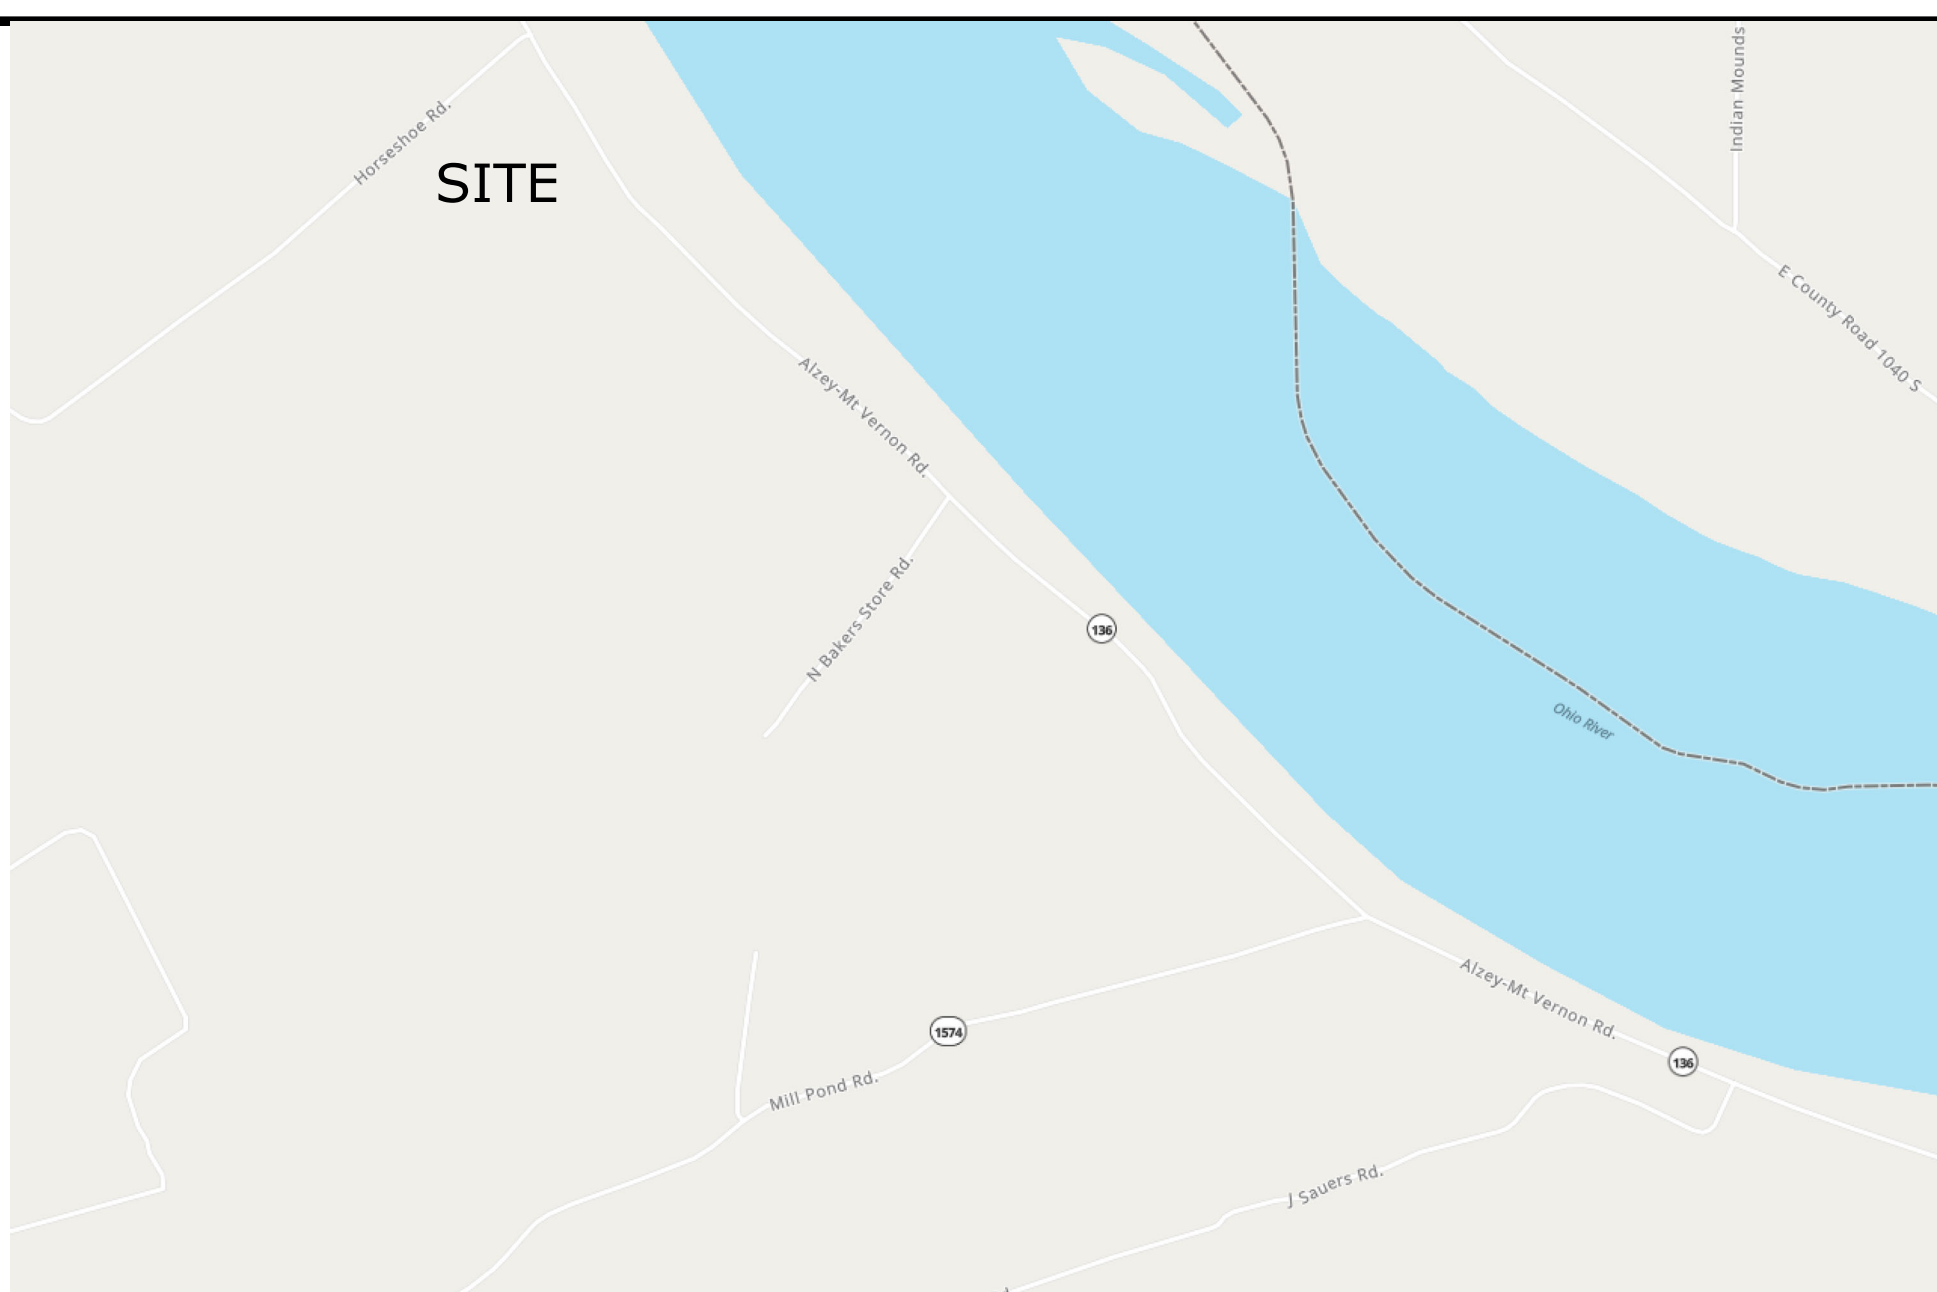 Indian Mounds
Horseshoe Rd.
SITE
E County Road 1040 S
Alzey-Mt Vernon Rd.
N Bakers Store Rd.
136
Ohio River
Alzey-Mt Vernon Rd.
1574
136
Mill Pond Rd.
J Sauers Rd.